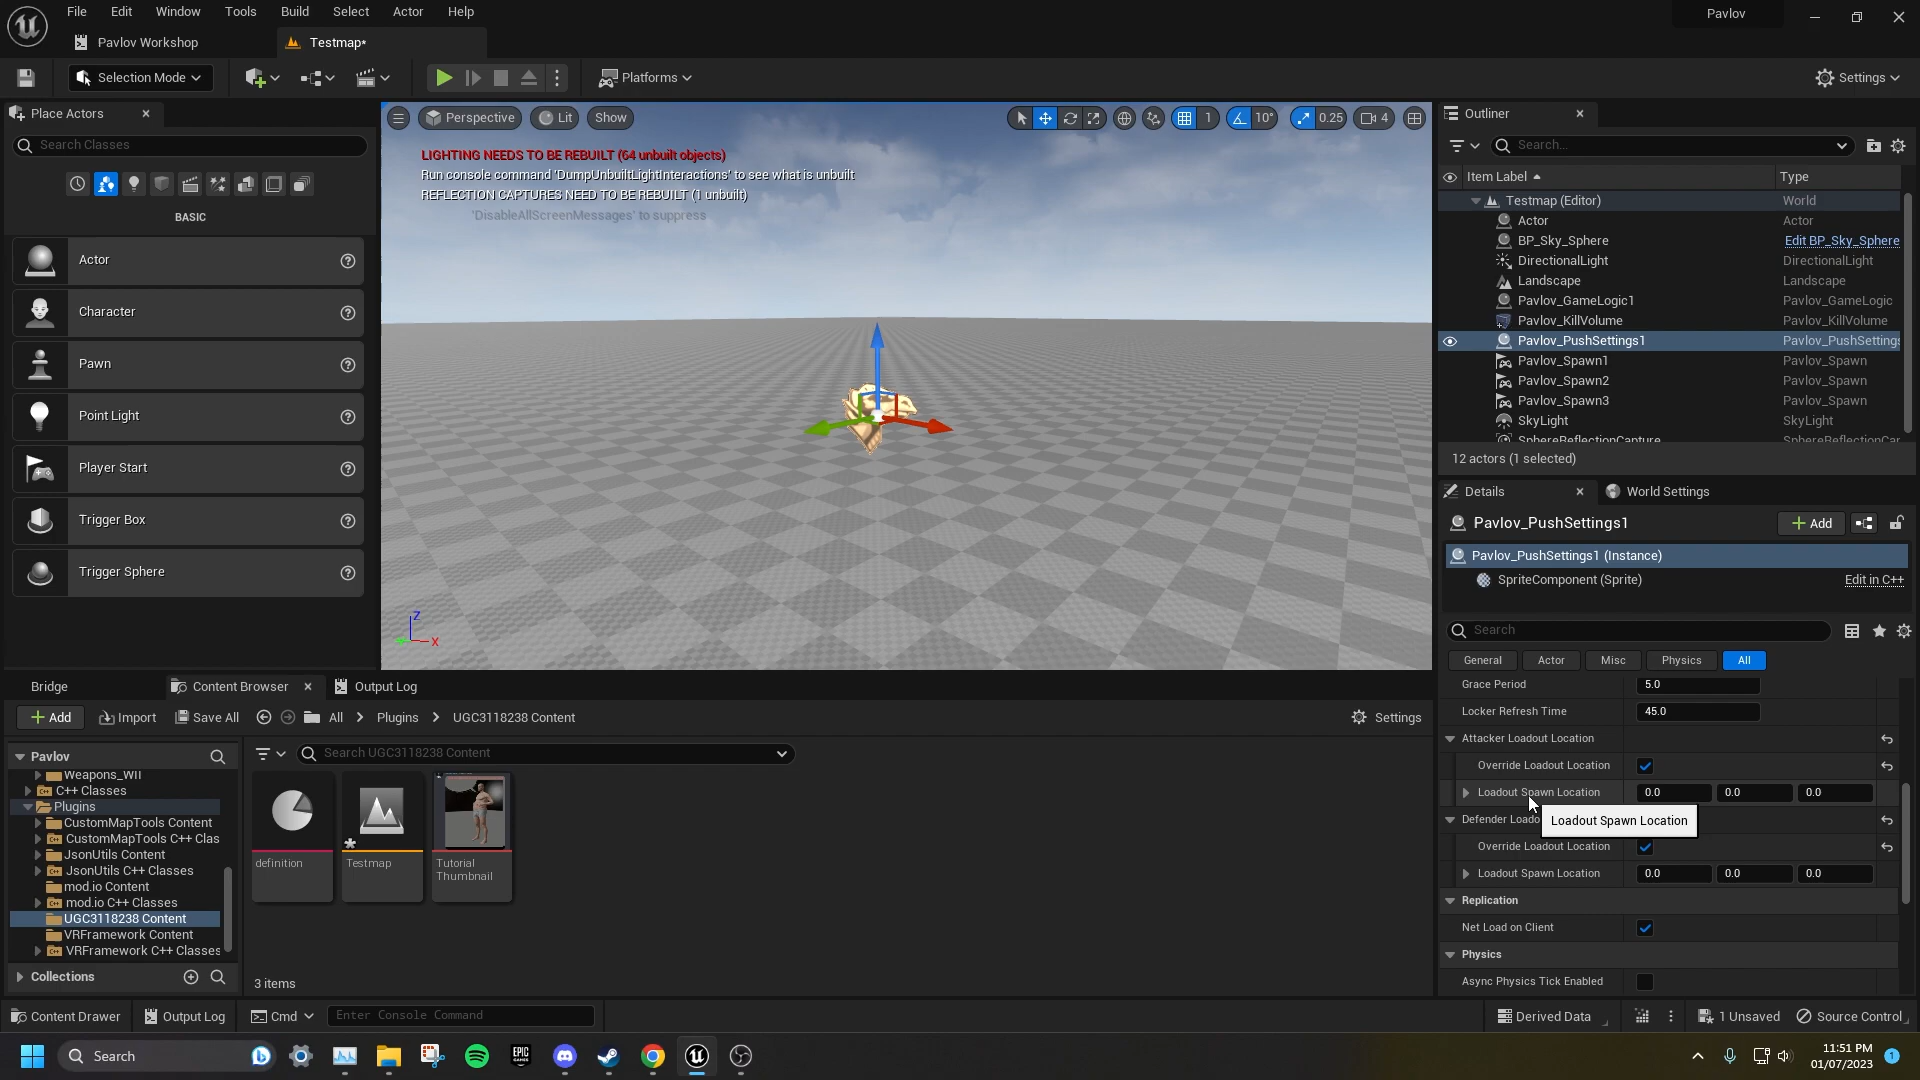 File Edit Window Tools Build Select Actor Help
Pavlov
Pavlov Workshop
Testmap*
Selection Mode
Platforms
Settings
Place Actors
Search Classes
BASIC
Actor
Character
Pawn
Point Light
Player Start
Trigger Box
Trigger Sphere
Perspective
Lit
Show
1
10°
0.25
4
LIGHTING NEEDS TO BE REBUILT (64 unbuilt objects)
Run console command 'DumpUnbuiltLightInteractions' to see what is unbuilt
REFLECTION CAPTURES NEED TO BE REBUILT (1 unbuilt)
'DisableAllScreenMessages' to suppress
Z
X
Outliner
Search...
Item Label Type
Testmap (Editor) World
Actor Actor
BP_Sky_Sphere Edit BP_Sky_Sphere
DirectionalLight DirectionalLight
Landscape Landscape
Pavlov_GameLogic1 Pavlov_GameLogic
Pavlov_KillVolume Pavlov_KillVolume
Pavlov_PushSettings1 Pavlov_PushSettings
Pavlov_Spawn1 Pavlov_Spawn
Pavlov_Spawn2 Pavlov_Spawn
Pavlov_Spawn3 Pavlov_Spawn
SkyLight SkyLight
SphereReflectionCapture SphereReflectionCar
12 actors (1 selected)
Details
World Settings
Pavlov_PushSettings1
Add
Pavlov_PushSettings1 (Instance)
SpriteComponent (Sprite) Edit in C++
Search
General Actor Misc Physics All
Grace Period 5.0
Locker Refresh Time 45.0
Attacker Loadout Location
Override Loadout Location
Loadout Spawn Location 0.0 0.0 0.0
Loadout Spawn Location
Defender Loado
Override Loadout Location
Loadout Spawn Location 0.0 0.0 0.0
Replication
Net Load on Client
Physics
Async Physics Tick Enabled
Bridge
Content Browser
Output Log
Add Import Save All All Plugins UGC3118238 Content Settings
Pavlov
Weapons_WII
C++ Classes
Plugins
CustomMapTools Content
CustomMapTools C++ Clas
JsonUtils Content
JsonUtils C++ Classes
mod.io Content
mod.io C++ Classes
UGC3118238 Content
VRFramework Content
VRFramework C++ Classes
Collections
Search UGC3118238 Content
definition
Testmap
Tutorial
Thumbnail
3 items
Content Drawer Output Log Cmd Enter Console Command Derived Data 1 Unsaved Source Control
Search
EPIC
GAMES
11:51 PM
01/07/2023
1